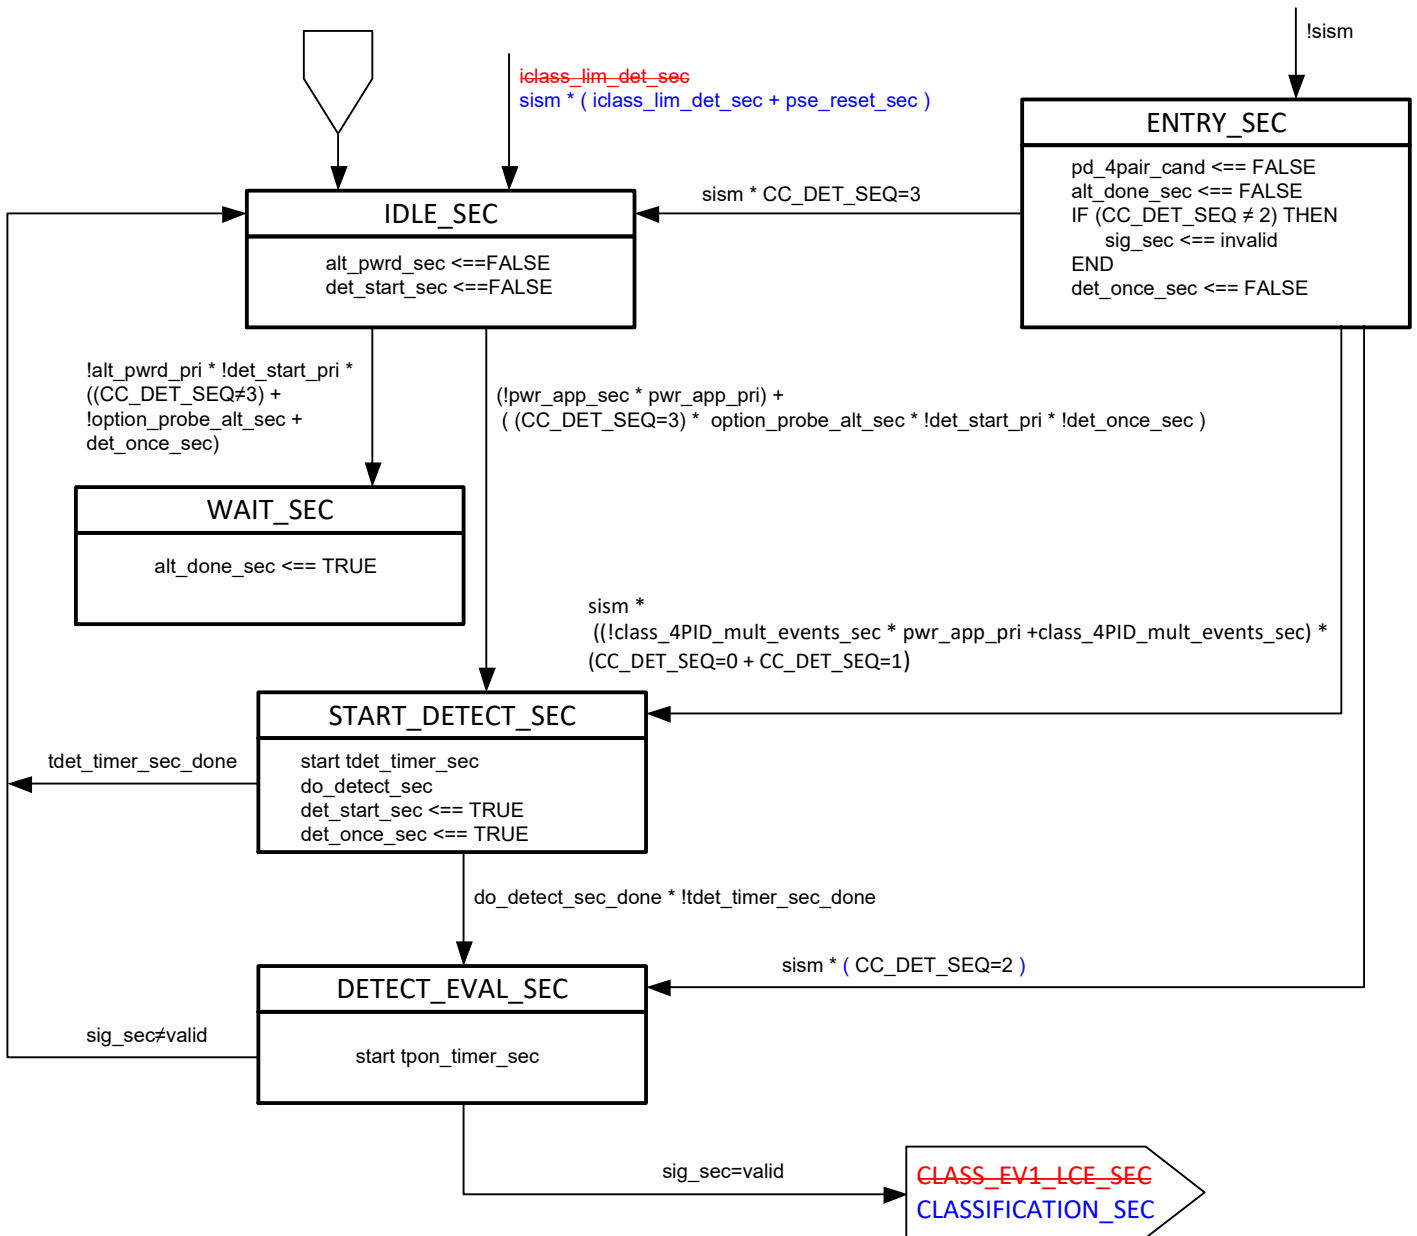 !sism
iclass_lim_det_sec
sism * ( iclass_lim_det_sec + pse_reset_sec )
ENTRY_SEC
pd_4pair_cand <== FALSE
alt_done_sec <== FALSE
IF (CC_DET_SEQ ≠ 2) THEN
sig_sec <== invalid
END
det_once_sec <== FALSE
sism * CC_DET_SEQ=3
IDLE_SEC
alt_pwrd_sec <==FALSE
det_start_sec <==FALSE
!alt_pwrd_pri * !det_start_pri *
((CC_DET_SEQ≠3) +
!option_probe_alt_sec +
det_once_sec)
(!pwr_app_sec * pwr_app_pri) +
( (CC_DET_SEQ=3) * option_probe_alt_sec * !det_start_pri * !det_once_sec )
WAIT_SEC
alt_done_sec <== TRUE
sism *
((!class_4PID_mult_events_sec * pwr_app_pri +class_4PID_mult_events_sec) *
(CC_DET_SEQ=0 + CC_DET_SEQ=1)
START_DETECT_SEC
start tdet_timer_sec
do_detect_sec
det_start_sec <== TRUE
det_once_sec <== TRUE
tdet_timer_sec_done
do_detect_sec_done * !tdet_timer_sec_done
sism * ( CC_DET_SEQ=2 )
DETECT_EVAL_SEC
start tpon_timer_sec
sig_sec≠valid
sig_sec=valid
CLASS_EV1_LCE_SEC
CLASSIFICATION_SEC